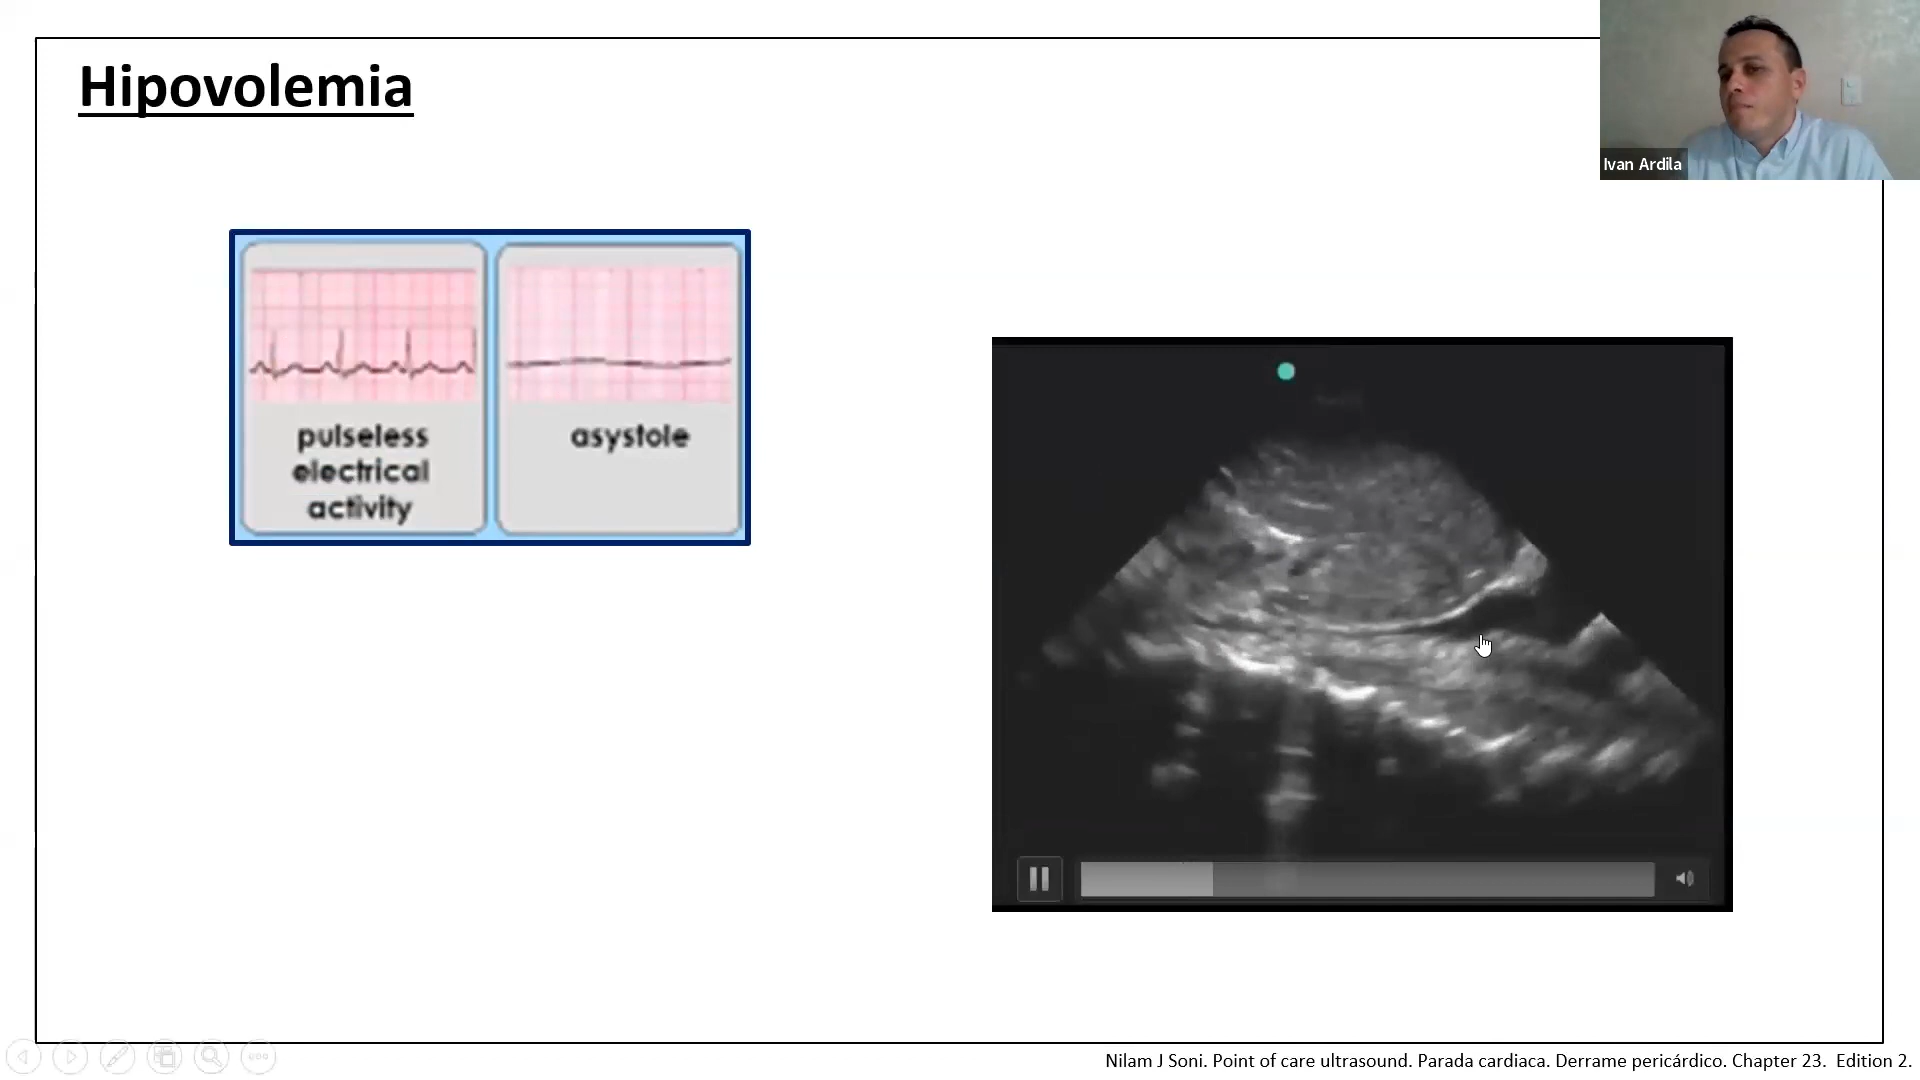 Hipovolemia
Ivan Ardila
pulseless
electrical
activity
asystole
Nilam J Soni. Point of care ultrasound. Parada cardiaca. Derrame pericárdico. Chapter 23. Edition 2.